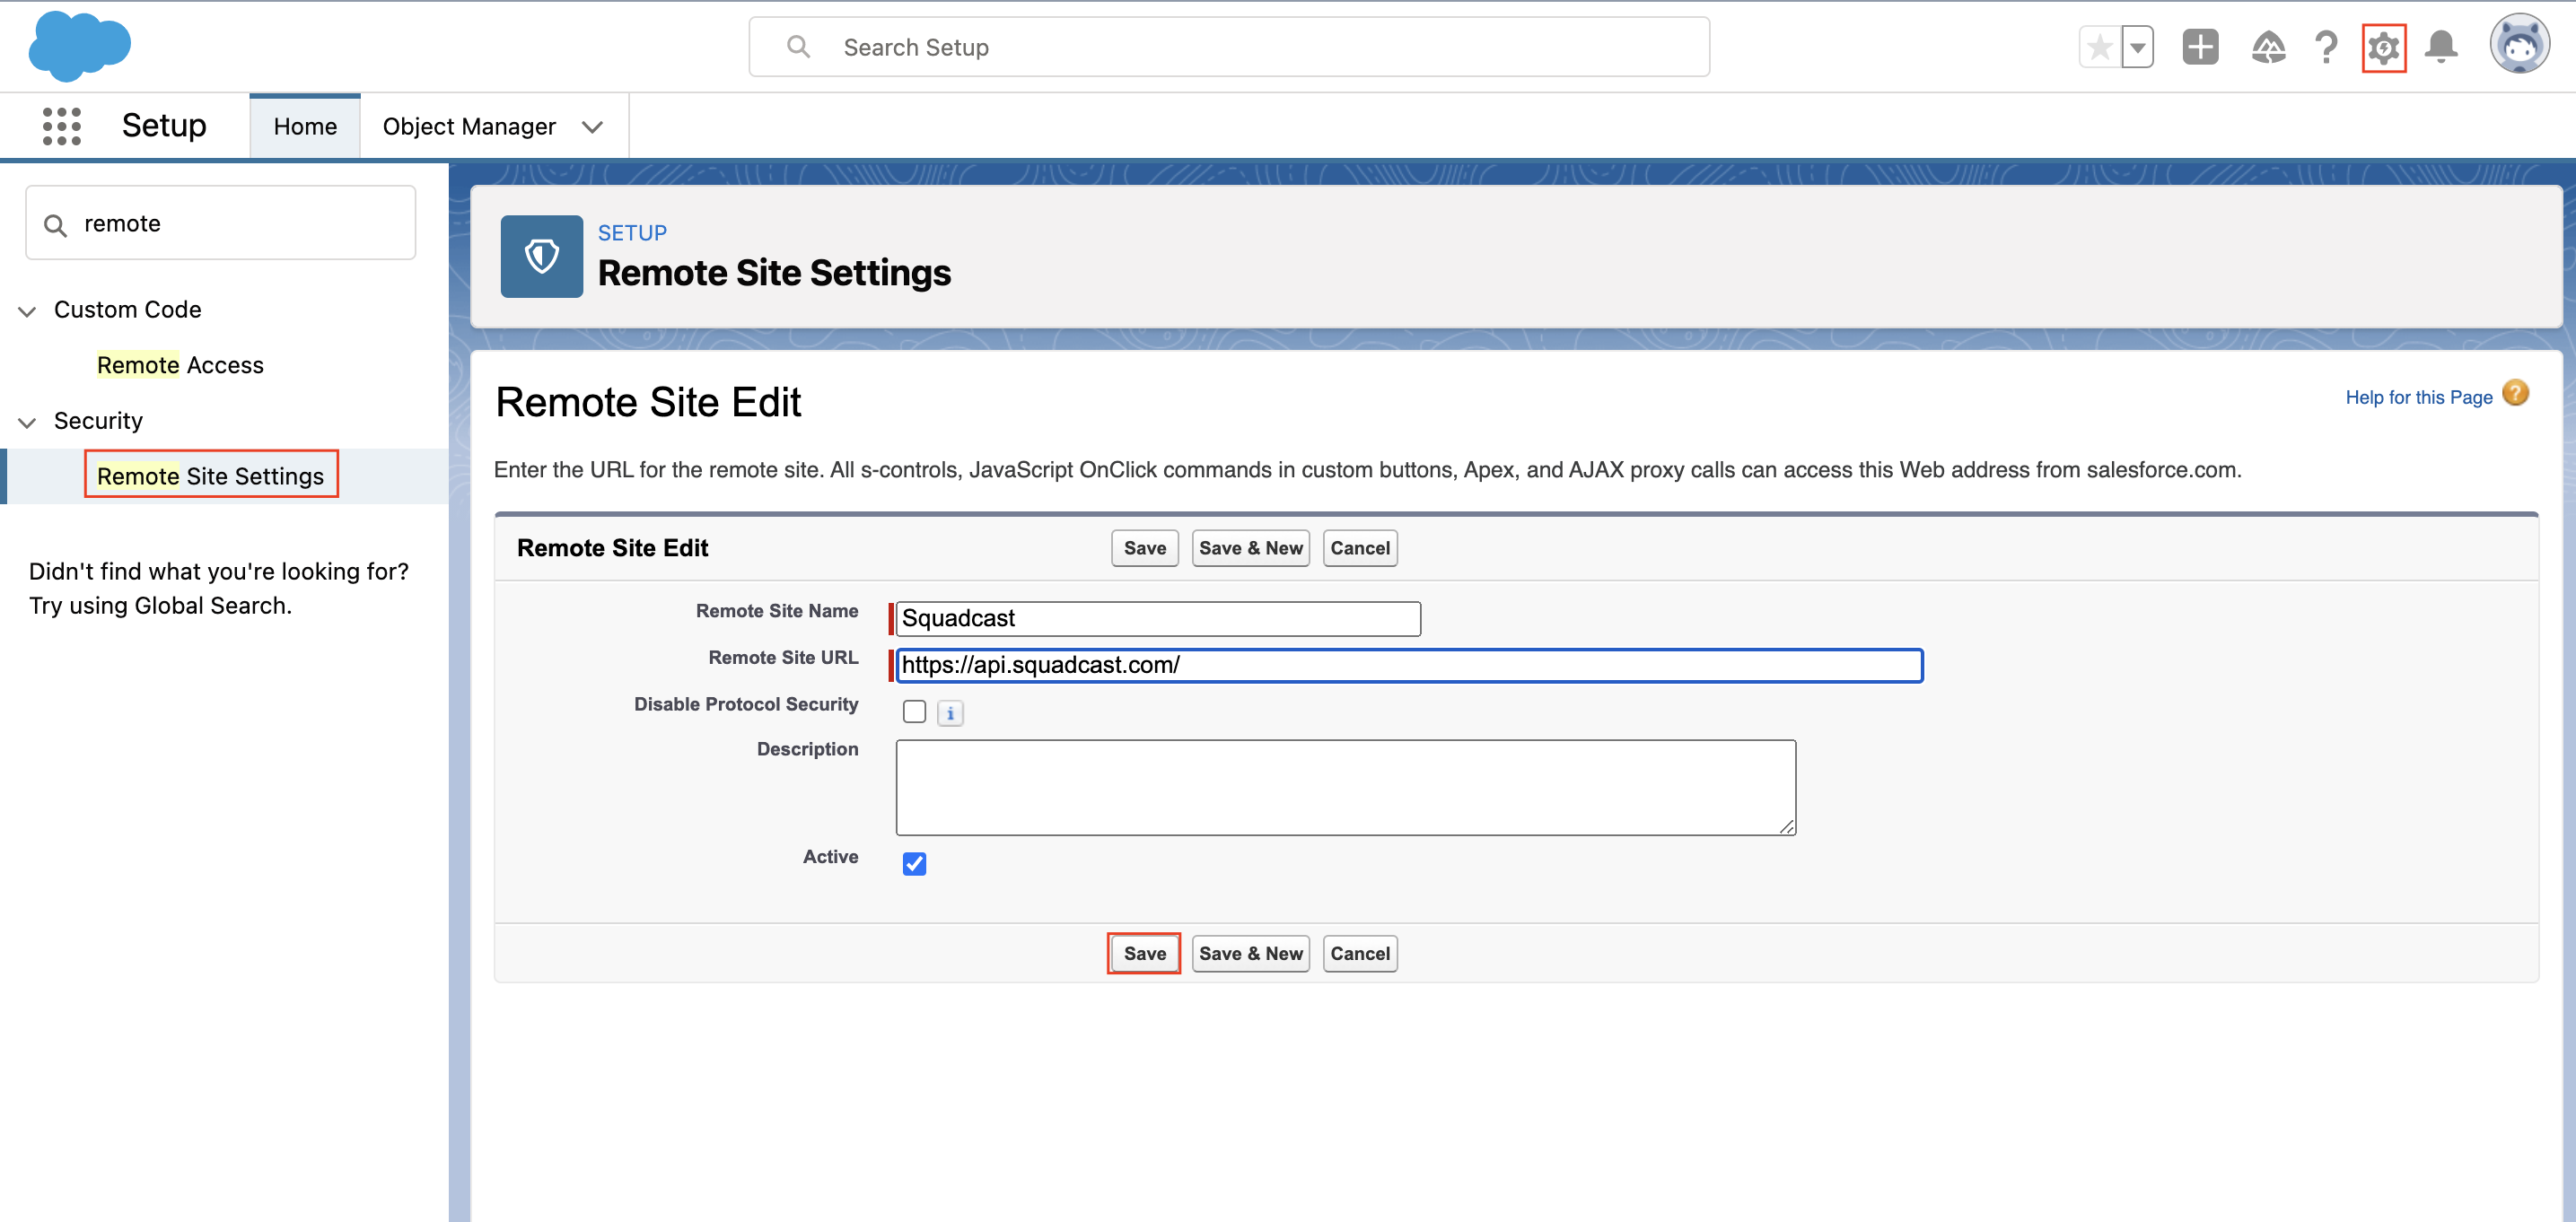 Search Setup
Setup
Home
Object Manager
remote
Custom Code
Remote Access
Security
Remote Site Settings
Didn't find what you're looking for?
Try using Global Search.
SETUP
Remote Site Settings
Remote Site Edit
Help for this Page
Enter the URL for the remote site. All s-controls, JavaScript OnClick commands in custom buttons, Apex, and AJAX proxy calls can access this Web address from salesforce.com.
Remote Site Edit
Save
Save & New
Cancel
Remote Site Name
Squadcast
Remote Site URL
https://api.squadcast.com/
Disable Protocol Security
Description
Active
Save
Save & New
Cancel